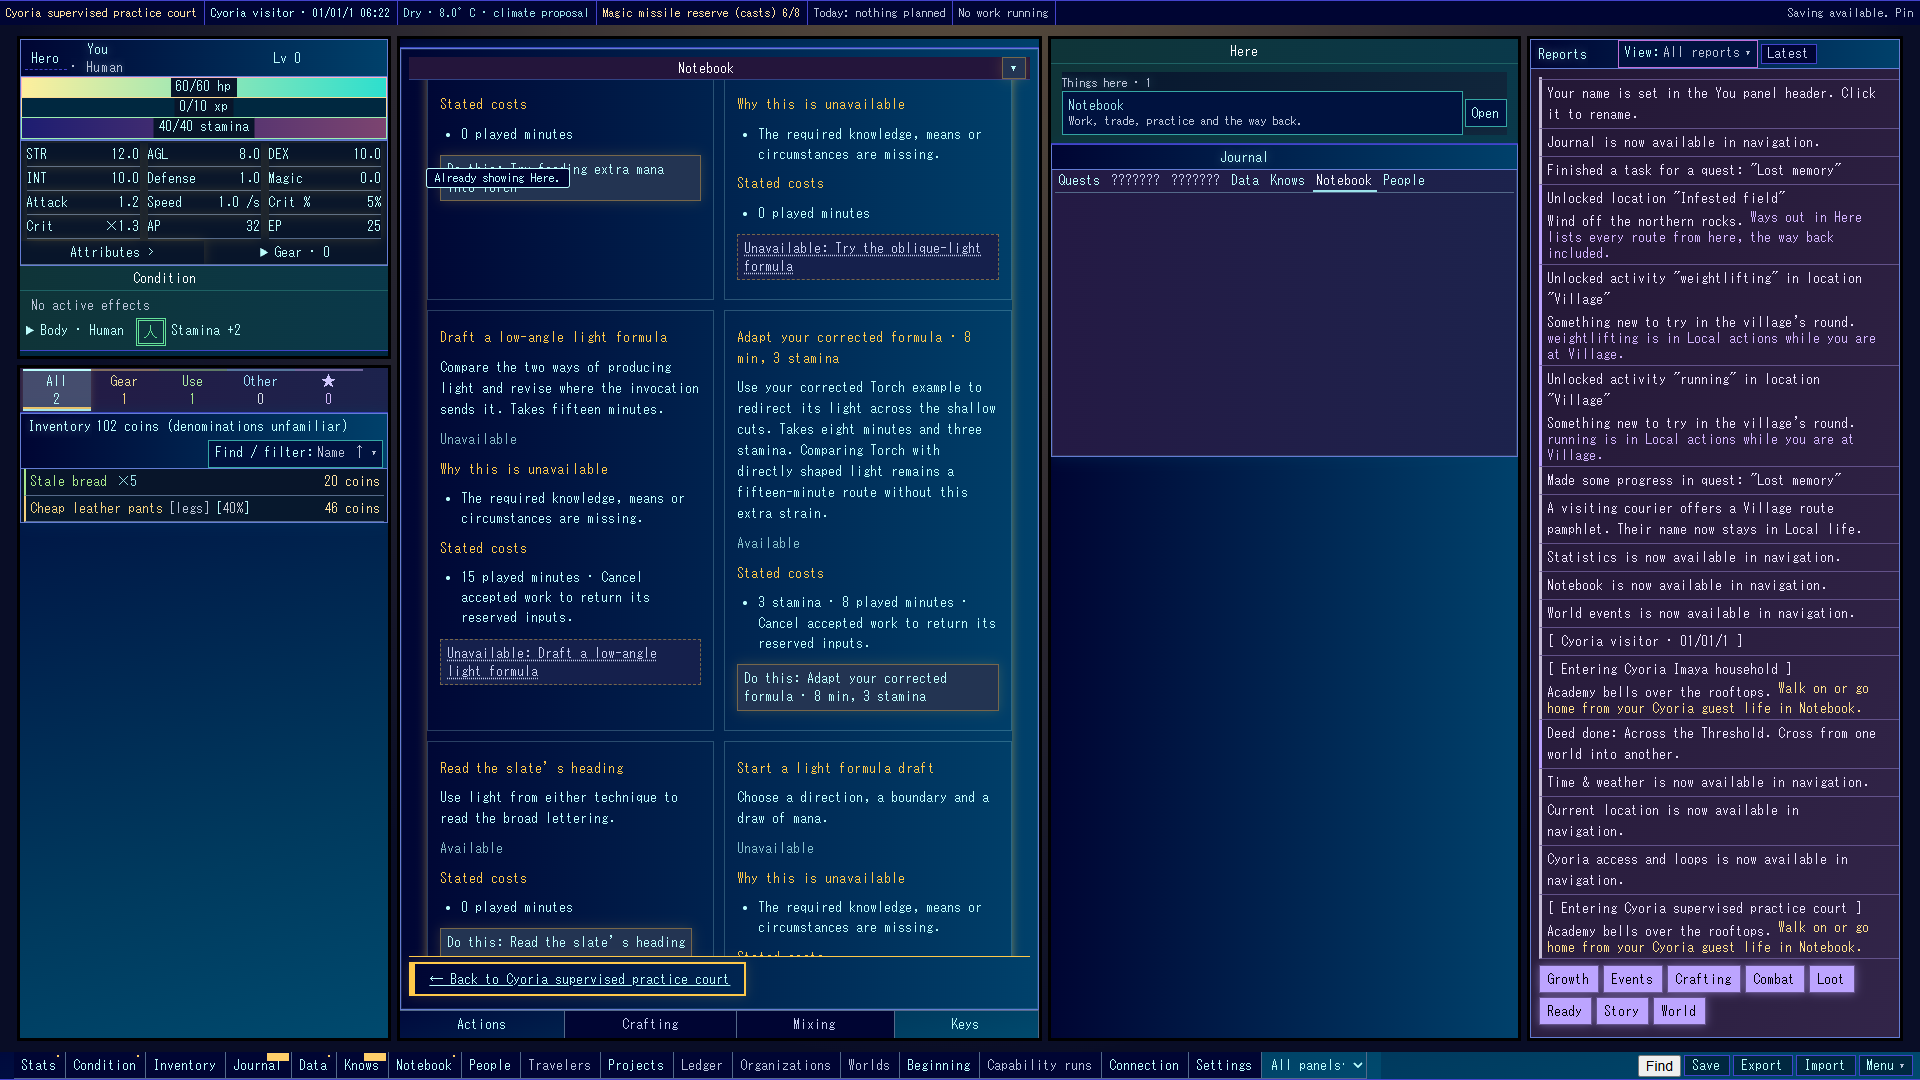 Cyoria supervised practice court
Cyoria visitor · 01/01/1 06:22
Dry · 8.0° C · climate proposal
Magic missile reserve (casts) 6/8
Today: nothing planned
No work running
Saving available. Pin
Hero · You
Human
Lv 0
60/60 hp
0/10 xp
40/40 stamina
STR 12.0 AGL 8.0 DEX 10.0
INT 10.0 Defense 1.0 Magic 0.0
Attack 1.2 Speed 1.0 /s Crit % 5%
Crit ×1.3 AP 32 EP 25
Attributes >
▶ Gear · 0
Condition
No active effects
▶ Body · Human 人 Stamina +2
All Gear Use Other ★
2 1 1 0 0
Inventory 102 coins (denominations unfamiliar)
Find / filter: Name ↑ ▾
Stale bread ×5 20 coins
Cheap leather pants [legs] [40%] 46 coins
Notebook
▼
Stated costs
• 0 played minutes
ng extra mana
Already showing Here.
Why this is unavailable
• The required knowledge, means or
circumstances are missing.
Stated costs
• 0 played minutes
Unavailable: Try the oblique-light
formula
Draft a low-angle light formula
Compare the two ways of producing
light and revise where the invocation
sends it. Takes fifteen minutes.
Unavailable
Why this is unavailable
• The required knowledge, means or
circumstances are missing.
Stated costs
• 15 played minutes · Cancel
accepted work to return its
reserved inputs.
Unavailable: Draft a low-angle
light formula
Adapt your corrected formula · 8
min, 3 stamina
Use your corrected Torch example to
redirect its light across the shallow
cuts. Takes eight minutes and three
stamina. Comparing Torch with
directly shaped light remains a
fifteen-minute route without this
extra strain.
Available
Stated costs
• 3 stamina · 8 played minutes ·
Cancel accepted work to return its
reserved inputs.
Do this: Adapt your corrected
formula · 8 min, 3 stamina
Read the slate's heading
Use light from either technique to
read the broad lettering.
Available
Stated costs
• 0 played minutes
Do this: Read the slate's heading
Start a light formula draft
Choose a direction, a boundary and a
draw of mana.
Unavailable
Why this is unavailable
• The required knowledge, means or
circumstances are missing.
← Back to Cyoria supervised practice court
Actions
Crafting
Mixing
Keys
Here
Things here · 1
Notebook
Work, trade, practice and the way back.
Open
Journal
Quests ??????? ??????? Data Knows Notebook People
Reports
View: All reports ▾
Latest
Your name is set in the You panel header. Click
it to rename.
Journal is now available in navigation.
Finished a task for a quest: "Lost memory"
Unlocked location "Infested field"
Wind off the northern rocks. Ways out in Here
lists every route from here, the way back
included.
Unlocked activity "weightlifting" in location
"Village"
Something new to try in the village's round.
weightlifting is in Local actions while you are
at Village.
Unlocked activity "running" in location
"Village"
Something new to try in the village's round.
running is in Local actions while you are at
Village.
Made some progress in quest: "Lost memory"
A visiting courier offers a Village route
pamphlet. Their name now stays in Local life.
Statistics is now available in navigation.
Notebook is now available in navigation.
World events is now available in navigation.
[ Cyoria visitor · 01/01/1 ]
[ Entering Cyoria Imaya household ]
Academy bells over the rooftops. Walk on or go
home from your Cyoria guest life in Notebook.
Deed done: Across the Threshold. Cross from one
world into another.
Time & weather is now available in navigation.
Current location is now available in
navigation.
Cyoria access and loops is now available in
navigation.
[ Entering Cyoria supervised practice court ]
Academy bells over the rooftops. Walk on or go
home from your Cyoria guest life in Notebook.
Growth Events Crafting Combat Loot
Ready Story World
Stats Condition Inventory Journal Data Knows Notebook People Travelers Projects Ledger Organizations Worlds Beginning Capability runs Connection Settings All panels
Find Save Export Import Menu ▾